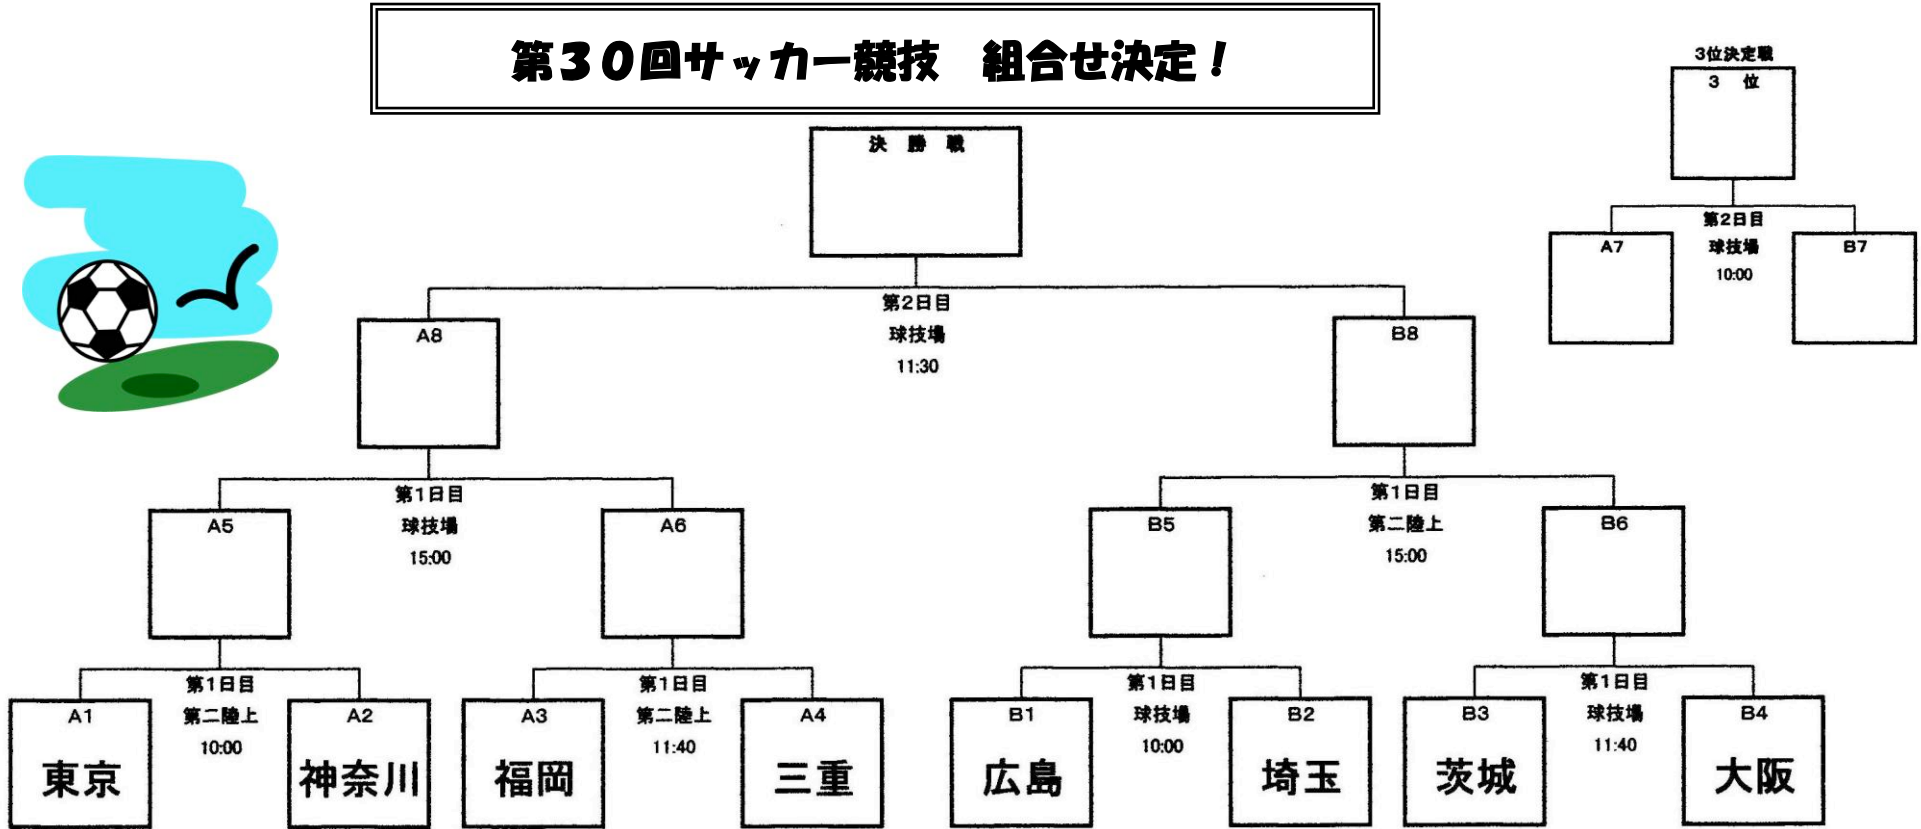 第３０回サッカー競技　組合せ決定！
3位決定戦
3　位
決　勝　戦
第2日目
球技場
10:00
A7
B7
第2日目
球技場
11:30
A8
B8
第1日目
球技場
15:00
第1日目
第二陸上
15:00
A5
A6
B5
B6
第1日目
第二陸上
10:00
第1日目
第二陸上
11:40
第1日目
球技場
10:00
第1日目
球技場
11:40
A1
東京
A2
神奈川
A3
福岡
A4
三重
B1
広島
B2
埼玉
B3
茨城
B4
大阪